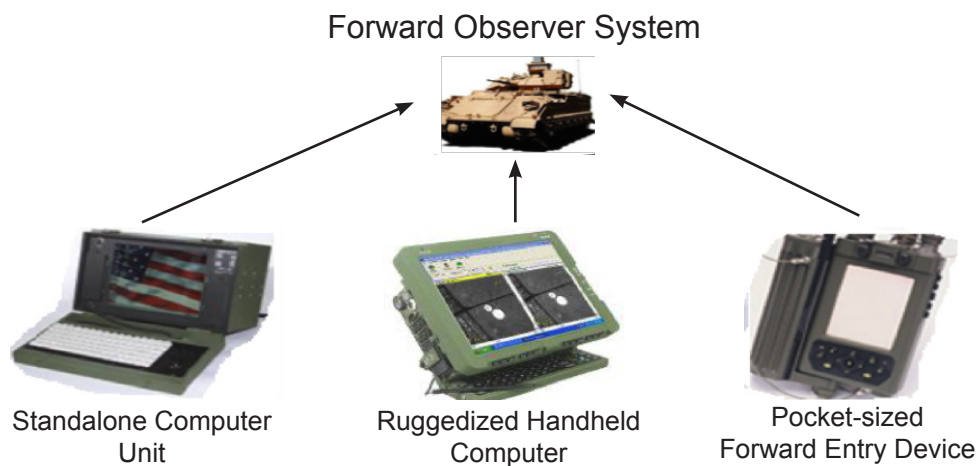 Forward Observer System
Standalone Computer
Unit
Ruggedized Handheld
Computer
Pocket-sized
Forward Entry Device